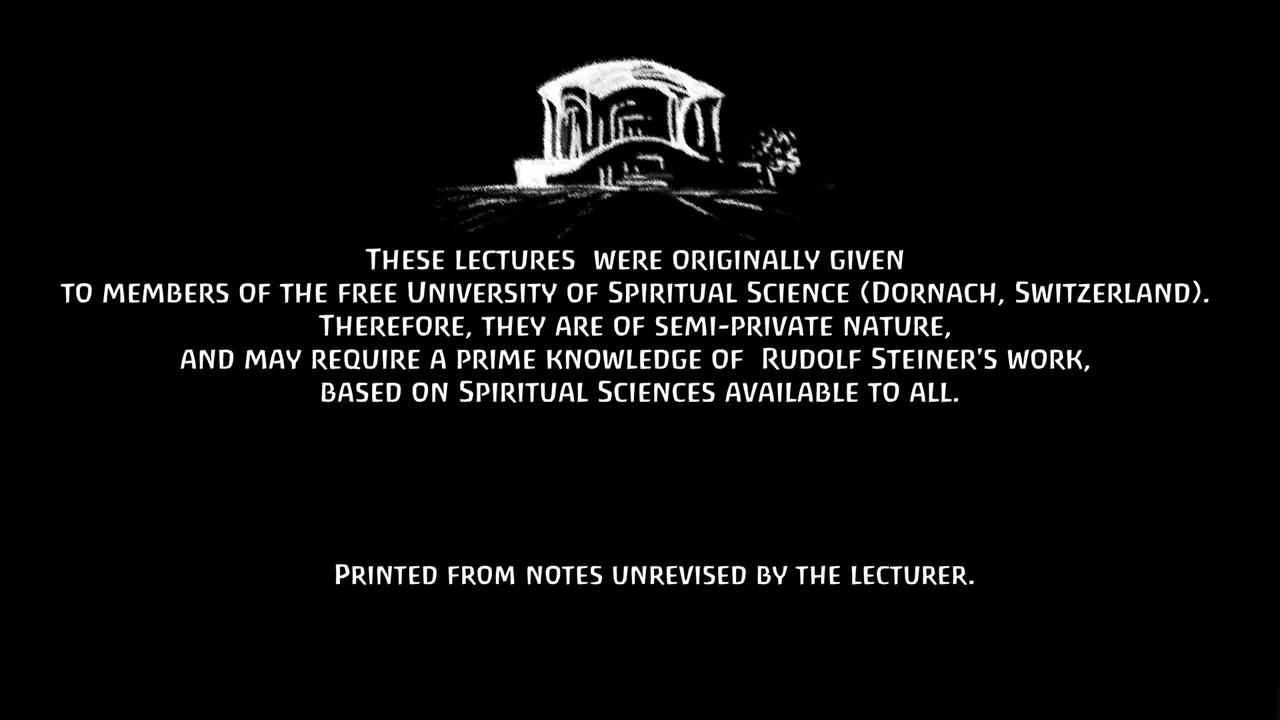 These lectures were originally given
to members of the free University of Spiritual Science (Dornach, Switzerland).
Therefore, they are of semi-private nature,
and may require a prime knowledge of Rudolf Steiner's work,
based on Spiritual Sciences available to all.
Printed from notes unrevised by the lecturer.